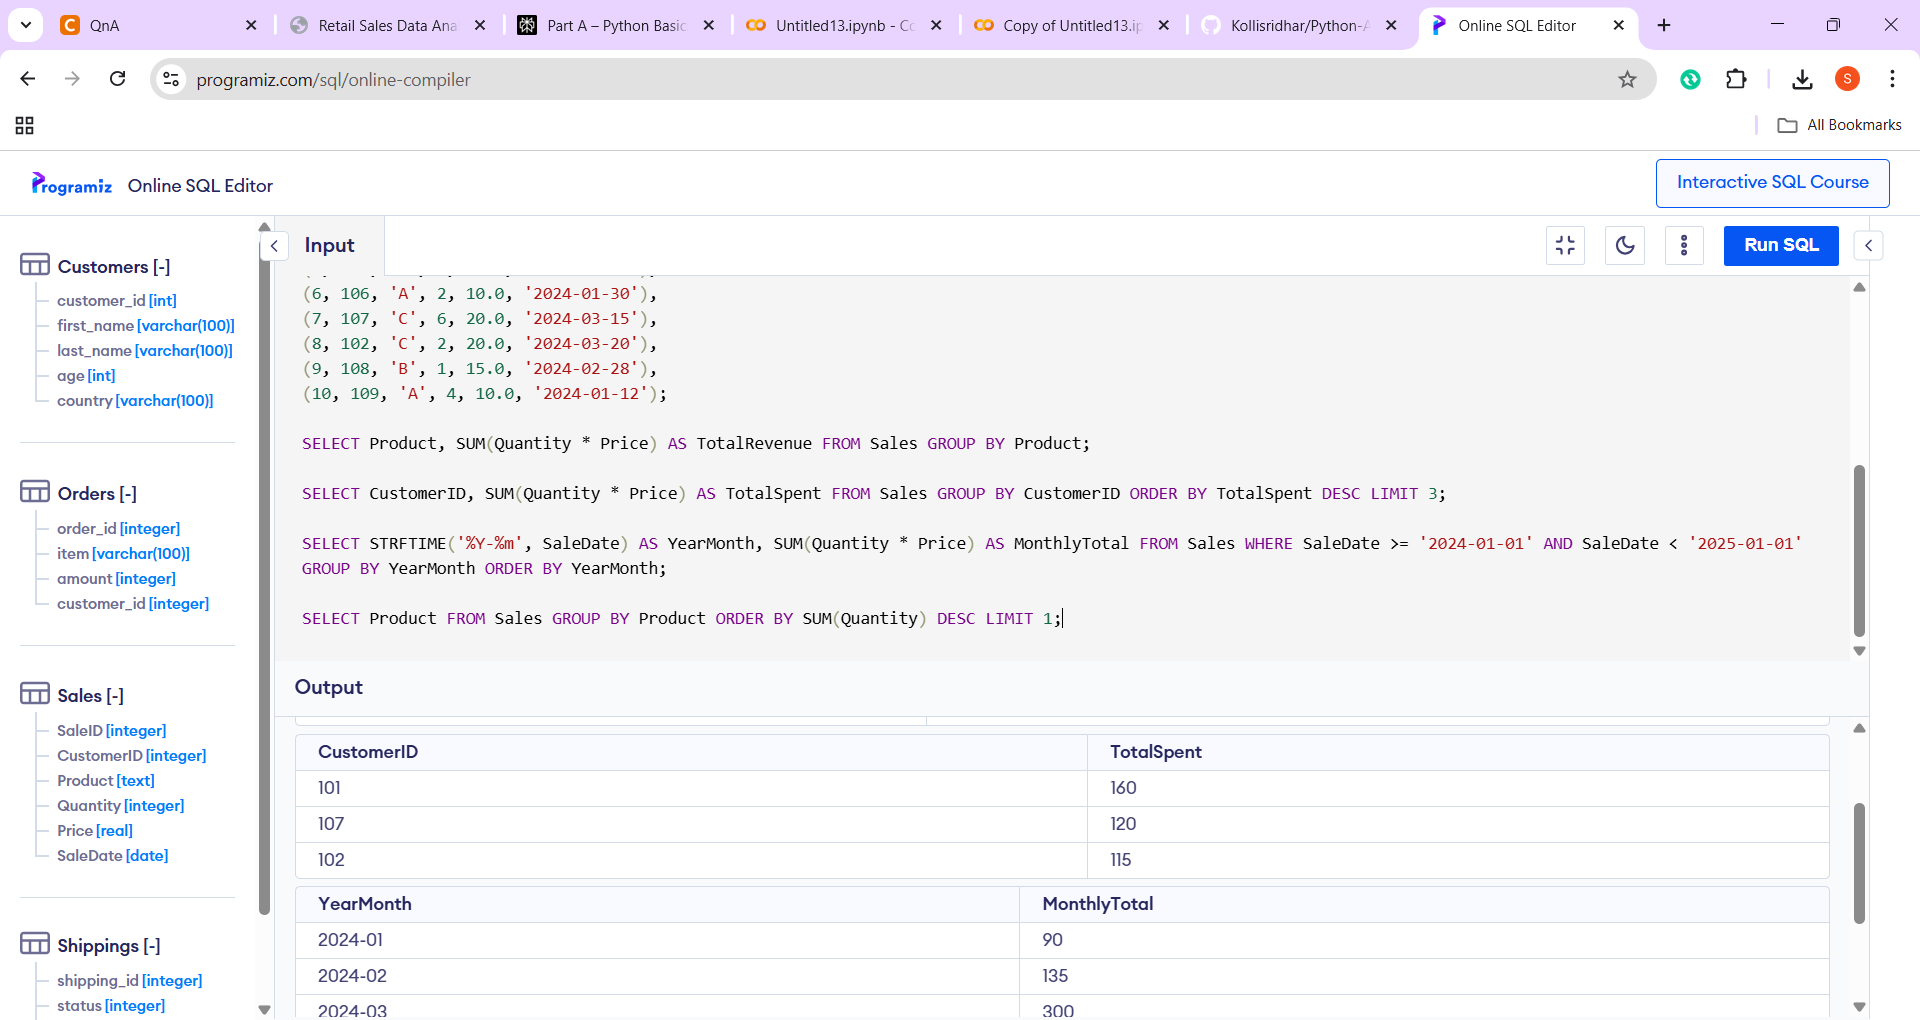 QnA
Retail Sales Data Ana
Part A – Python Basic
Untitled13.ipynb - Co
Copy of Untitled13.ip
Kollisridhar/Python-A
Online SQL Editor
programiz.com/sql/online-compiler
S
All Bookmarks
Programiz
Online SQL Editor
Interactive SQL Course
Customers [-]
customer_id [int]
first_name [varchar(100)]
last_name [varchar(100)]
age [int]
country [varchar(100)]
Orders [-]
order_id [integer]
item [varchar(100)]
amount [integer]
customer_id [integer]
Sales [-]
SaleID [integer]
CustomerID [integer]
Product [text]
Quantity [integer]
Price [real]
SaleDate [date]
Shippings [-]
shipping_id [integer]
status [integer]
Input
Run SQL
(6, 106, 'A', 2, 10.0, '2024-01-30'),
(7, 107, 'C', 6, 20.0, '2024-03-15'),
(8, 102, 'C', 2, 20.0, '2024-03-20'),
(9, 108, 'B', 1, 15.0, '2024-02-28'),
(10, 109, 'A', 4, 10.0, '2024-01-12');
SELECT Product, SUM(Quantity * Price) AS TotalRevenue FROM Sales GROUP BY Product;
SELECT CustomerID, SUM(Quantity * Price) AS TotalSpent FROM Sales GROUP BY CustomerID ORDER BY TotalSpent DESC LIMIT 3;
SELECT STRFTIME('%Y-%m', SaleDate) AS YearMonth, SUM(Quantity * Price) AS MonthlyTotal FROM Sales WHERE SaleDate >= '2024-01-01' AND SaleDate < '2025-01-01'
GROUP BY YearMonth ORDER BY YearMonth;
SELECT Product FROM Sales GROUP BY Product ORDER BY SUM(Quantity) DESC LIMIT 1;
Output
CustomerID TotalSpent
101 160
107 120
102 115
YearMonth MonthlyTotal
2024-01 90
2024-02 135
2024-03 300